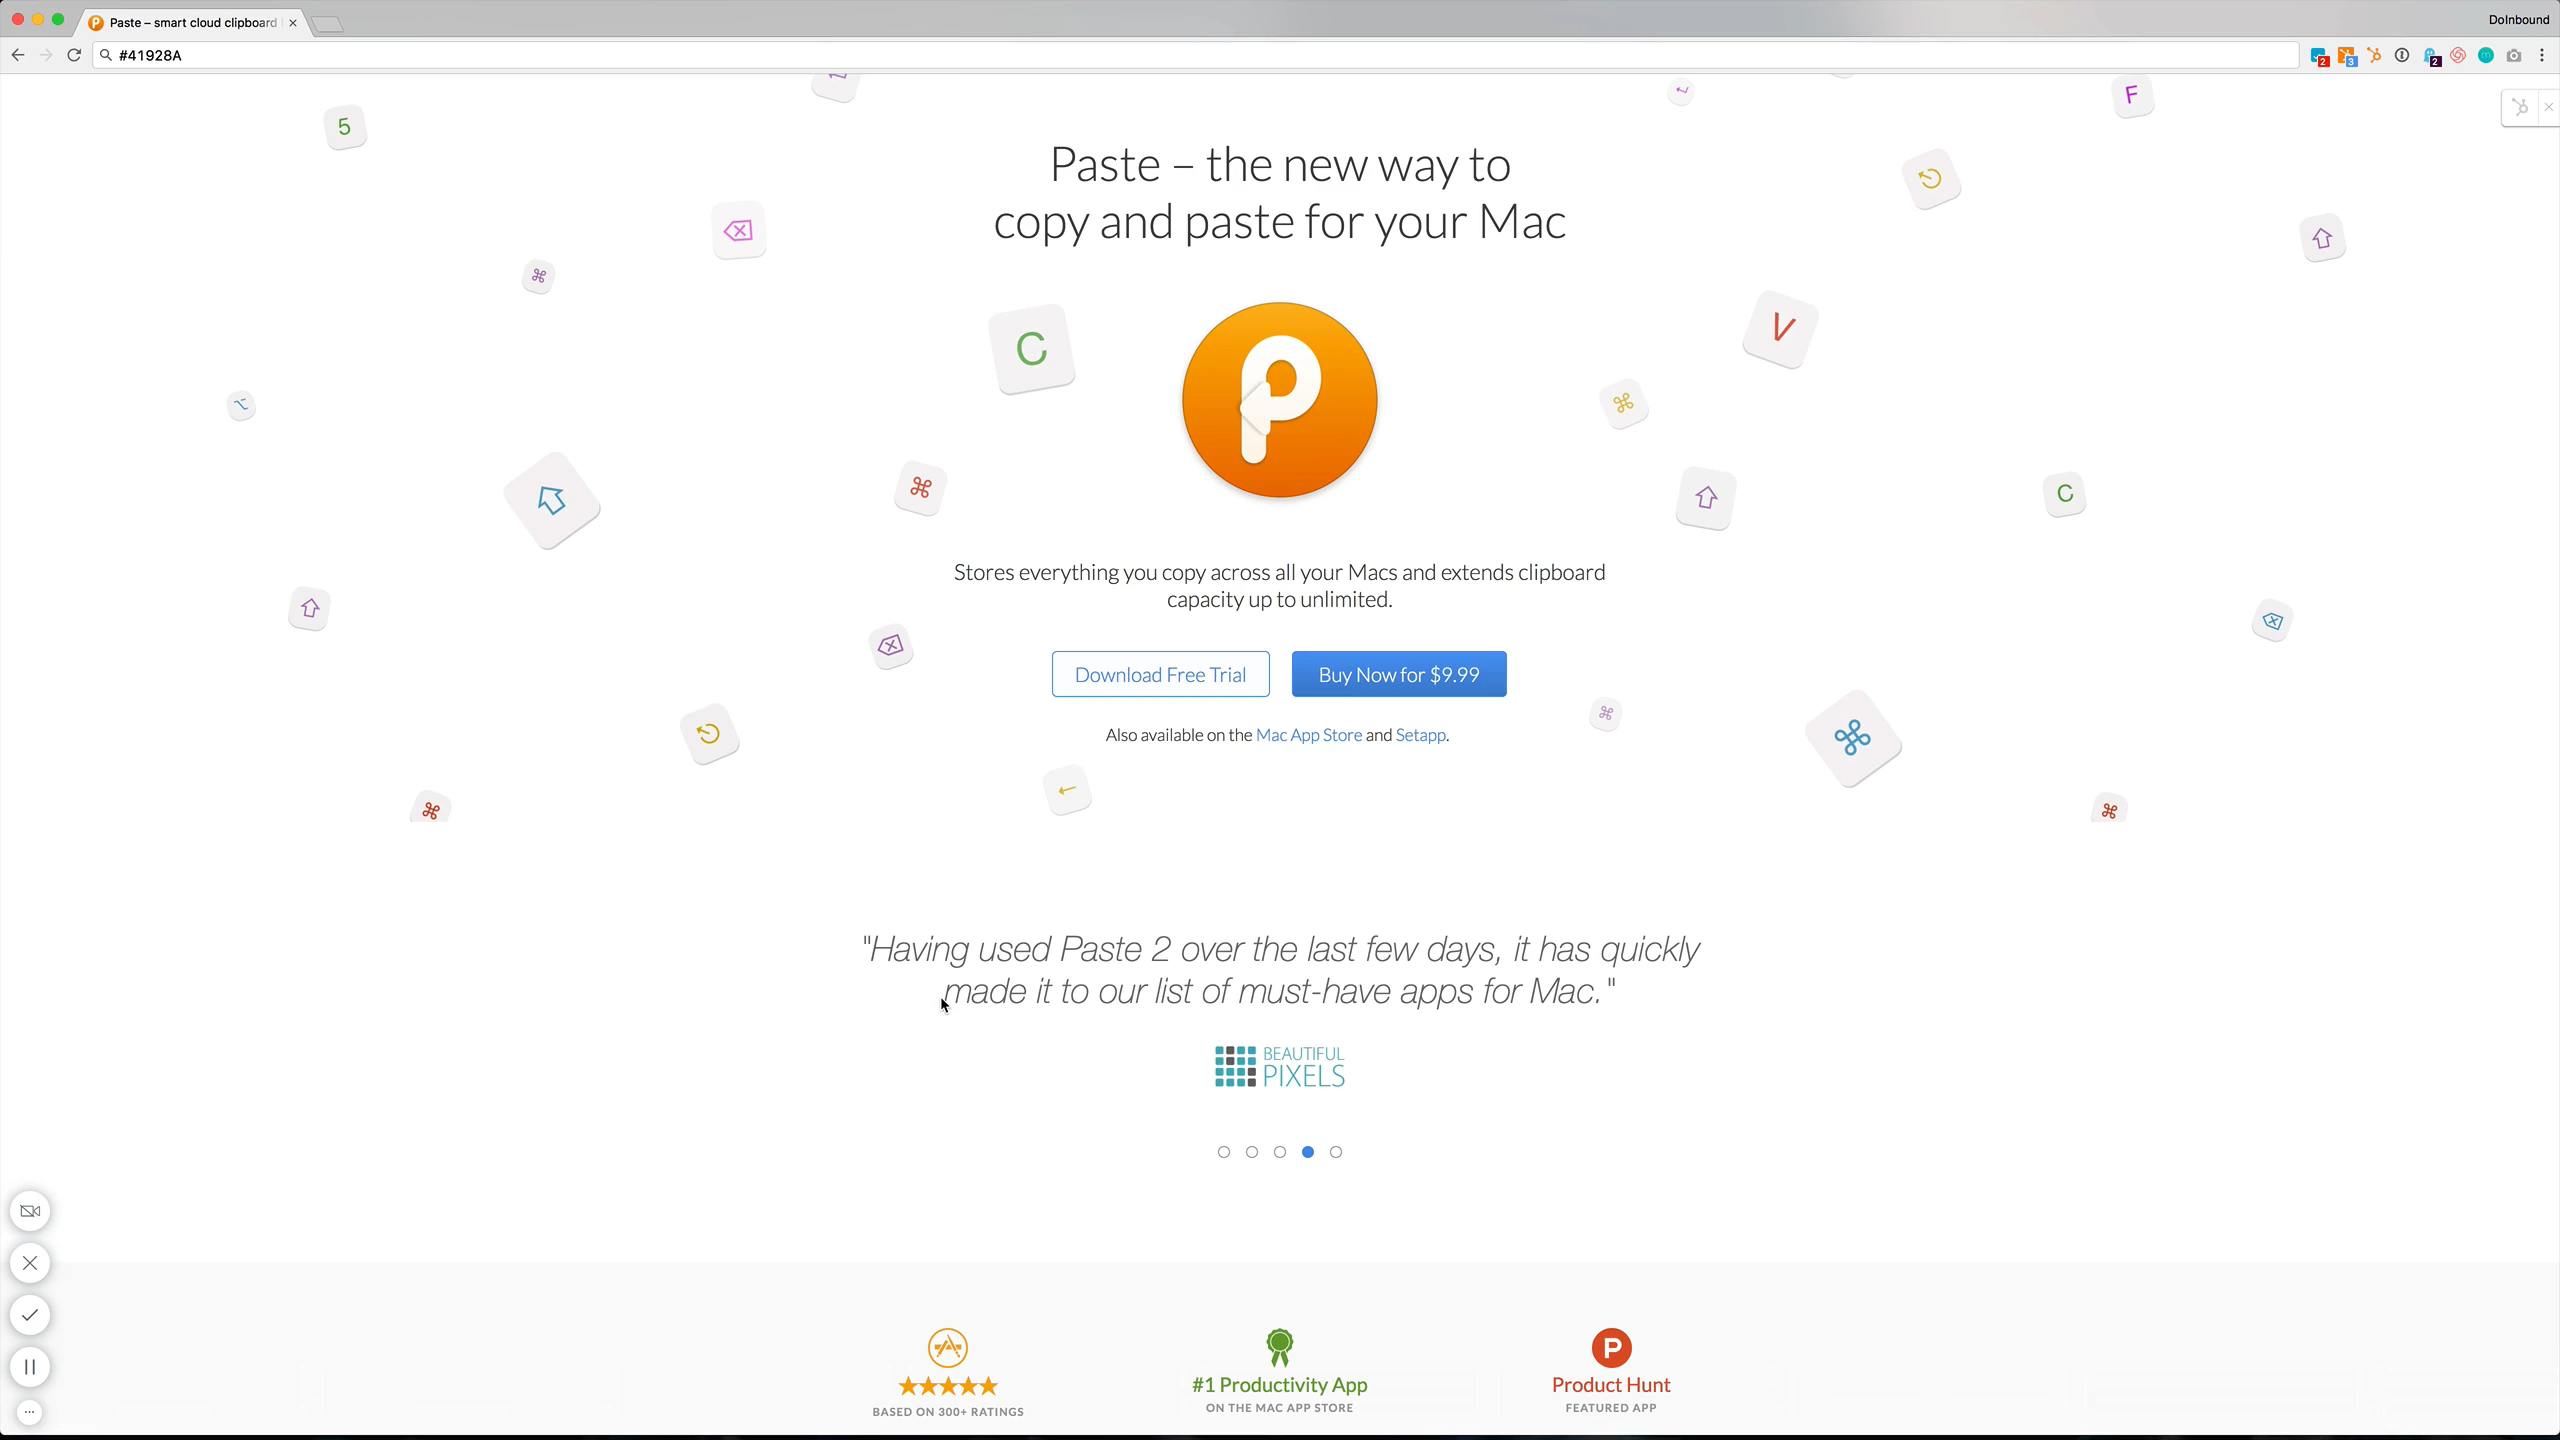 Paste – smart cloud clipboard
DoInbound
#41928A
2
3
2
5
F
Paste – the new way to
copy and paste for your Mac
C
V
P
C
Stores everything you copy across all your Macs and extends clipboard
capacity up to unlimited.
Download Free Trial
Buy Now for $9.99
Also available on the Mac App Store and Setapp.
"Having used Paste 2 over the last few days, it has quickly
made it to our list of must-have apps for Mac."
BEAUTIFUL
PIXELS
P
#1 Productivity App
Product Hunt
BASED ON 300+ RATINGS
ON THE MAC APP STORE
FEATURED APP